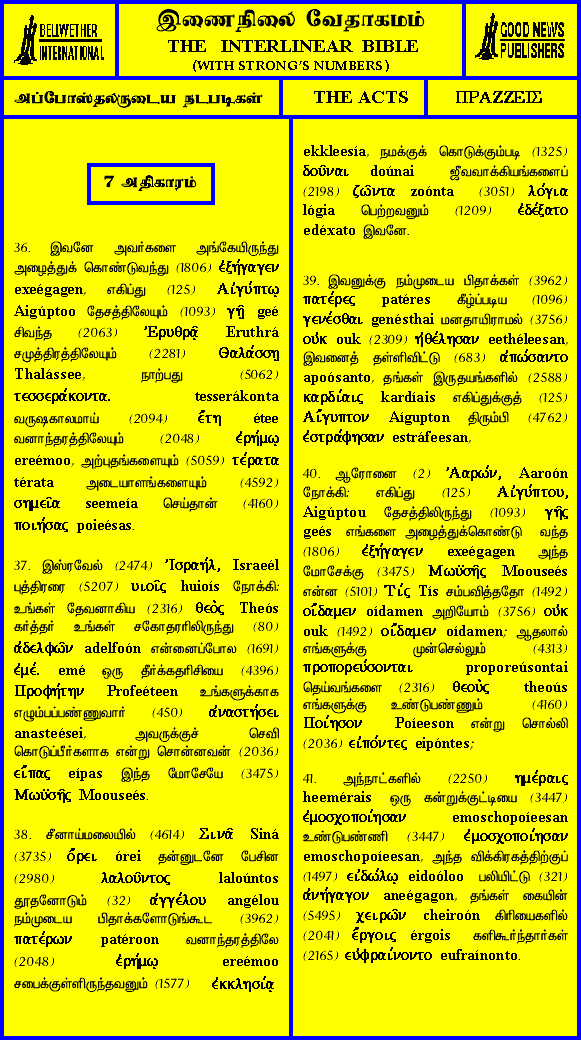 BELLWETHER
INTERNATIONAL
இணைநிலை வேதாகமம்
THE INTERLINEAR BIBLE
(WITH STRONG'S NUMBERS)
GOOD NEWS
PUBLISHERS
அப்போஸ்தலருடைய நடபடிகள்
THE ACTS
ΠΡΑΖΖΕΙΣ
7 அதிகாரம்
36. இவனே அவர்களை அங்கேயிருந்து
அழைத்துக் கொண்டுவந்து (1806) ἐξήγαγεν
exeégagen, எகிப்து (125) Αἰγύπτῳ
Aigúptoo தேசத்திலேயும் (1093) γῇ geé
சிவந்த (2063) Ἐρυθρᾷ Eruthrá
சமுத்திரத்திலேயும் (2281) Θαλάσσῃ
Thalássee, நாற்பது (5062)
τεσσεράκοντα. tesserákonta
வருஷகாலமாய் (2094) ἔτη étee
வனாந்தரத்திலேயும் (2048) ἐρήμῳ
ereémoo, அற்புதங்களையும் (5059) τέρατα
térata அடையாளங்களையும் (4592)
σημεῖα seemeía செய்தான் (4160)
ποιήσας poieésas.
37. இஸ்ரவேல் (2474) Ἰσραήλ, Israeél
புத்திரரை (5207) υιοῖς huioís நோக்கி:
உங்கள் தேவனாகிய (2316) θεὸς Theós
கர்த்தர் உங்கள் சகோதரரிலிருந்து (80)
ἀδελφῶν adelfoón என்னைப்போல (1691)
ἐμέ. emé ஒரு தீர்க்கதரிசியை (4396)
Προφήτην Profeéteen உங்களுக்காக
எழும்பப்பண்ணுவார் (450) ἀναστήσει
anasteései, அவருக்குச் செவி
கொடுப்பீர்களாக என்று சொன்னவன் (2036)
εἴπας eípas இந்த மோசேயே (3475)
Μωϋσῆς Moouseés.
38. சீனாய்மலையில் (4614) Σινᾶ Siná
(3735) ὄρει órei தன்னுடனே பேசின
(2980) λαλοῦντος laloúntos
தூதனோடும் (32) ἀγγέλου angélou
நம்முடைய பிதாக்களோடுங்கூட (3962)
πατέρων patéroon வனாந்தரத்திலே
(2048) ἐρήμῳ ereémoo
சபைக்குள்ளிருந்தவனும் (1577) ἐκκλησίᾳ
ekkleesía, நமக்குக் கொடுக்கும்படி (1325)
δοῦναι doúnai ஜீவவாக்கியங்களைப்
(2198) ζῶντα zoónta (3051) λόγια
lógia பெற்றவனும் (1209) ἐδέξατο
edéxato இவனே.
39. இவனுக்கு நம்முடைய பிதாக்கள் (3962)
πατέρες patéres கீழ்ப்படிய (1096)
γενέσθαι genésthai மனதாயிராமல் (3756)
οὐκ ouk (2309) ἠθέλησαν eethéleesan,
இவனைத் தள்ளிவிட்டு (683) ἀπώσαντο
apoósanto, தங்கள் இருதயங்களில் (2588)
καρδίαις kardíais எகிப்துக்குத் (125)
Αἴγυπτον Aígupton திரும்பி (4762)
ἐστράφησαν estráfeesan,
40. ஆரோனை (2) Ἀαρών, Aaroón
நோக்கி: எகிப்து (125) Αἰγύπτου,
Aigúptou தேசத்திலிருந்து (1093) γῆς
geés எங்களை அழைத்துக்கொண்டு வந்த
(1806) ἐξήγαγεν exeégagen அந்த
மோசேக்கு (3475) Μωϋσῆς Moouseés
என்ன (5101) Τίς Tís சம்பவித்ததோ (1492)
οἴδαμεν oídamen அறியோம் (3756) οὐκ
ouk (1492) οἴδαμεν oídamen; ஆதலால்
எங்களுக்கு முன்செல்லும் (4313)
προπορεύσονται proporeúsontai
தெய்வங்களை (2316) θεοὺς theoús
எங்களுக்கு உண்டுபண்ணும் (4160)
Ποίησον Poíeeson என்று சொல்லி
(2036) εἰπόντες eipóntes;
41. அந்நாட்களில் (2250) ημέραις
heemérais ஒரு கன்றுக்குட்டியை (3447)
ἐμοσχοποίησαν emoschopoíeesan
உண்டுபண்ணி (3447) ἐμοσχοποίησαν
emoschopoíeesan, அந்த விக்கிரகத்திற்குப்
(1497) εἰδώλῳ eidoóloo பலியிட்டு (321)
ἀνήγαγον aneégagon, தங்கள் கையின்
(5495) χειρῶν cheiroón கிரியைகளில்
(2041) ἔργοις érgois களிகூர்ந்தார்கள்
(2165) εὐφραίνοντο eufraínonto.